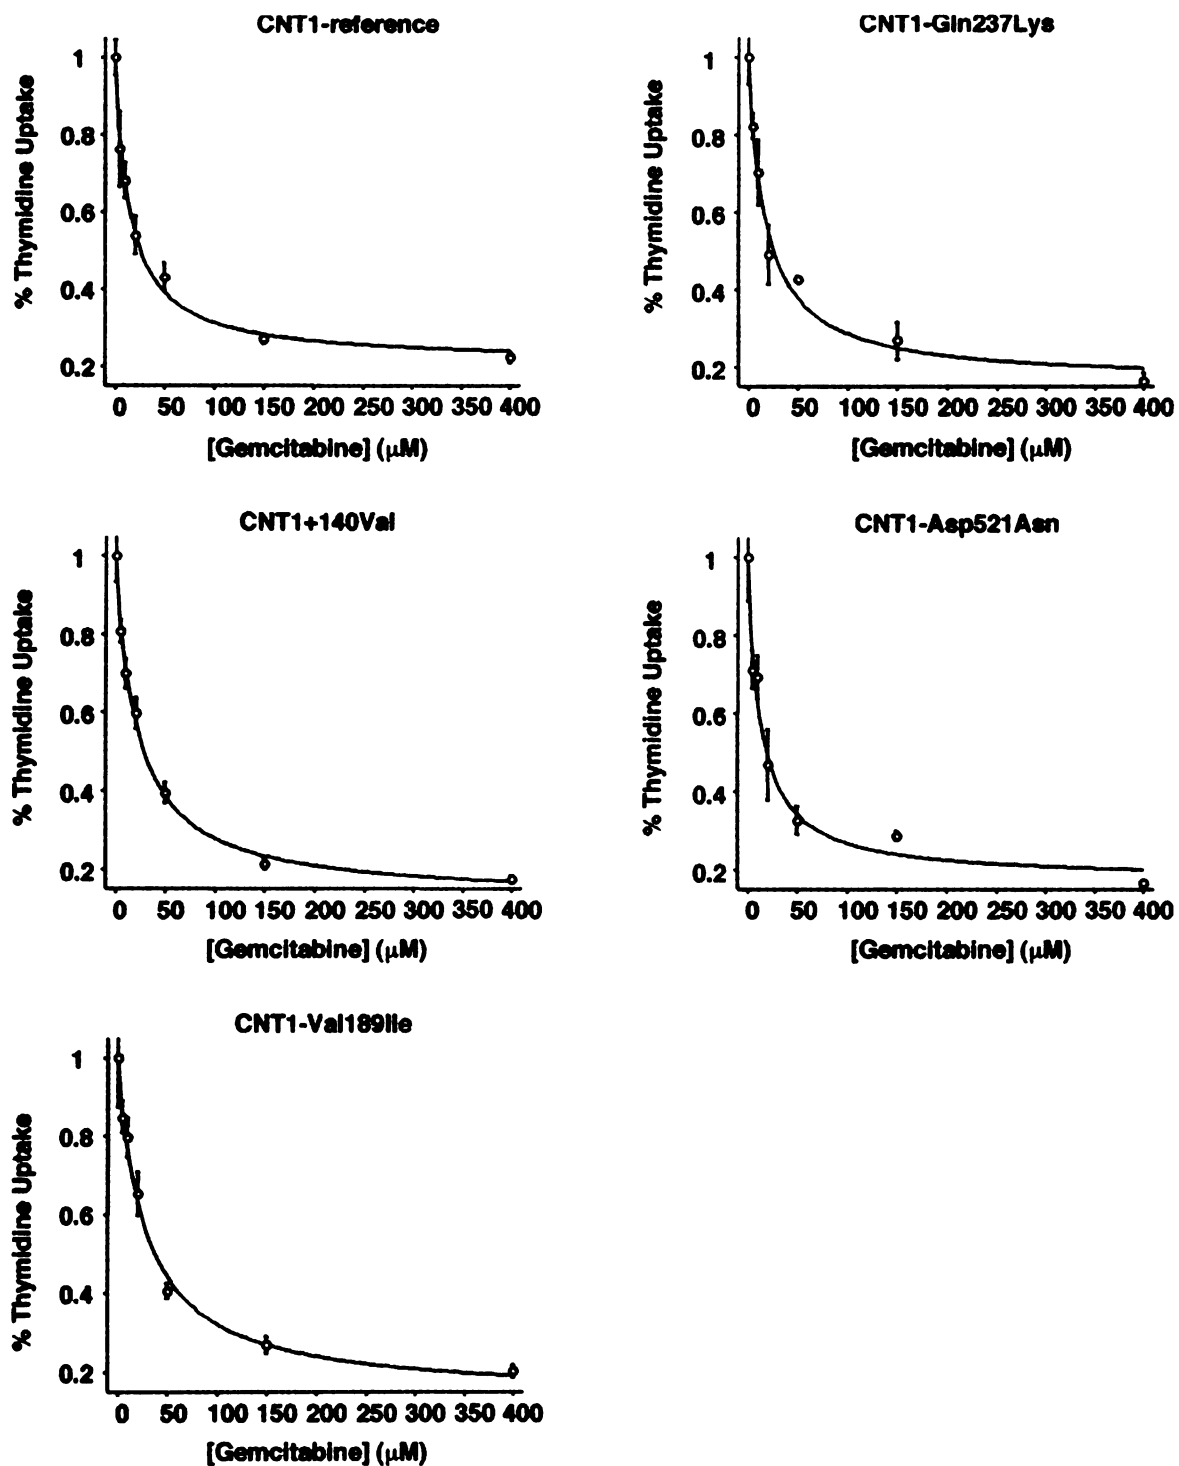 CNT1-reference
% Thymidine Uptake
1
0.8
0.6
0.4
0.2
0 50 100 150 200 250 300 350 400
[Gemcitabine] (μM)
CNT1-Gln237Lys
% Thymidine Uptake
1
0.8
0.6
0.4
0.2
0 50 100 150 200 250 300 350 400
[Gemcitabine] (μM)
CNT1+140Val
% Thymidine Uptake
1
0.8
0.6
0.4
0.2
0 50 100 150 200 250 300 350 400
[Gemcitabine] (μM)
CNT1-Asp521Asn
% Thymidine Uptake
1
0.8
0.6
0.4
0.2
0 50 100 150 200 250 300 350 400
[Gemcitabine] (μM)
CNT1-Val189Ile
% Thymidine Uptake
1
0.8
0.6
0.4
0.2
0 50 100 150 200 250 300 350 400
[Gemcitabine] (μM)